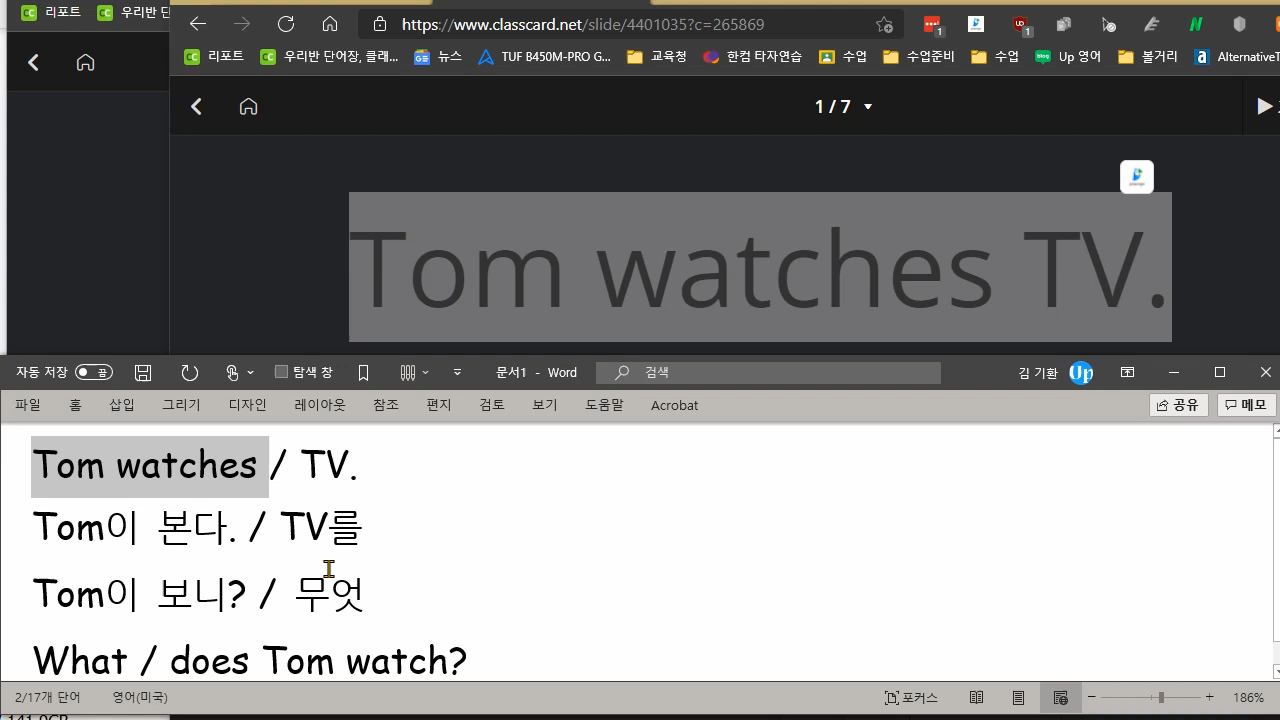 리포트 우리반 단
https://www.classcard.net/slide/4401035?c=265869
리포트 우리반 단어장, 클래... 뉴스 TUF B450M-PRO G... 교육청 한컴 타자연습 수업 수업준비 수업 Up 영어 볼거리 AlternativeT
1 / 7
Tom watches TV.
자동 저장 끔 탐색 창 문서1 - Word 검색 김 기환 Up
파일 홈 삽입 그리기 디자인 레이아웃 참조 편지 검토 보기 도움말 Acrobat 공유 메모
Tom watches / TV.
Tom이 본다. / TV를
Tom이 보니? / 무엇
What / does Tom watch?
2/17개 단어 영어(미국) 포커스 186%